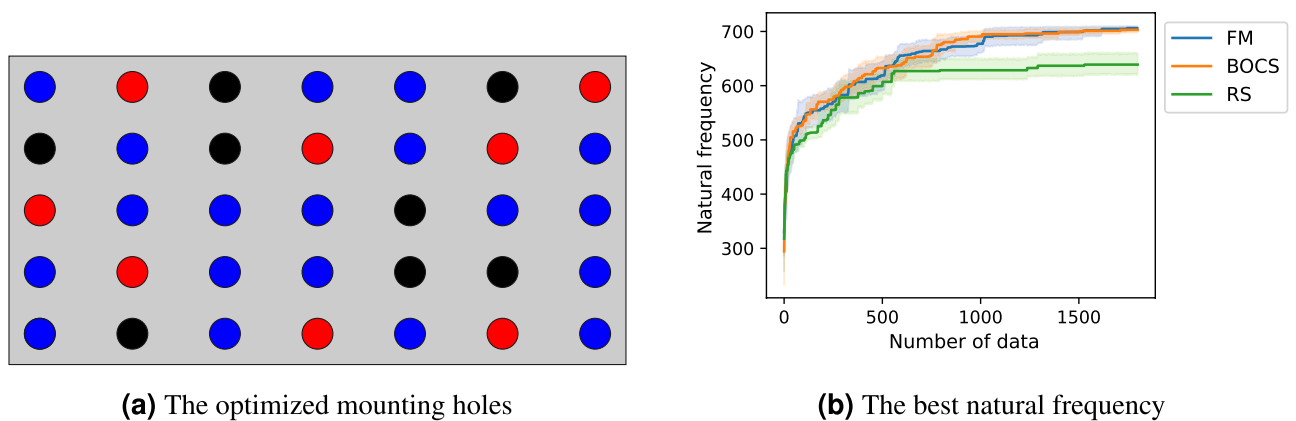 700
600
500
400
300
0
500
1000
1500
Natural frequency
Number of data
FM
BOCS
RS
(a) The optimized mounting holes
(b) The best natural frequency